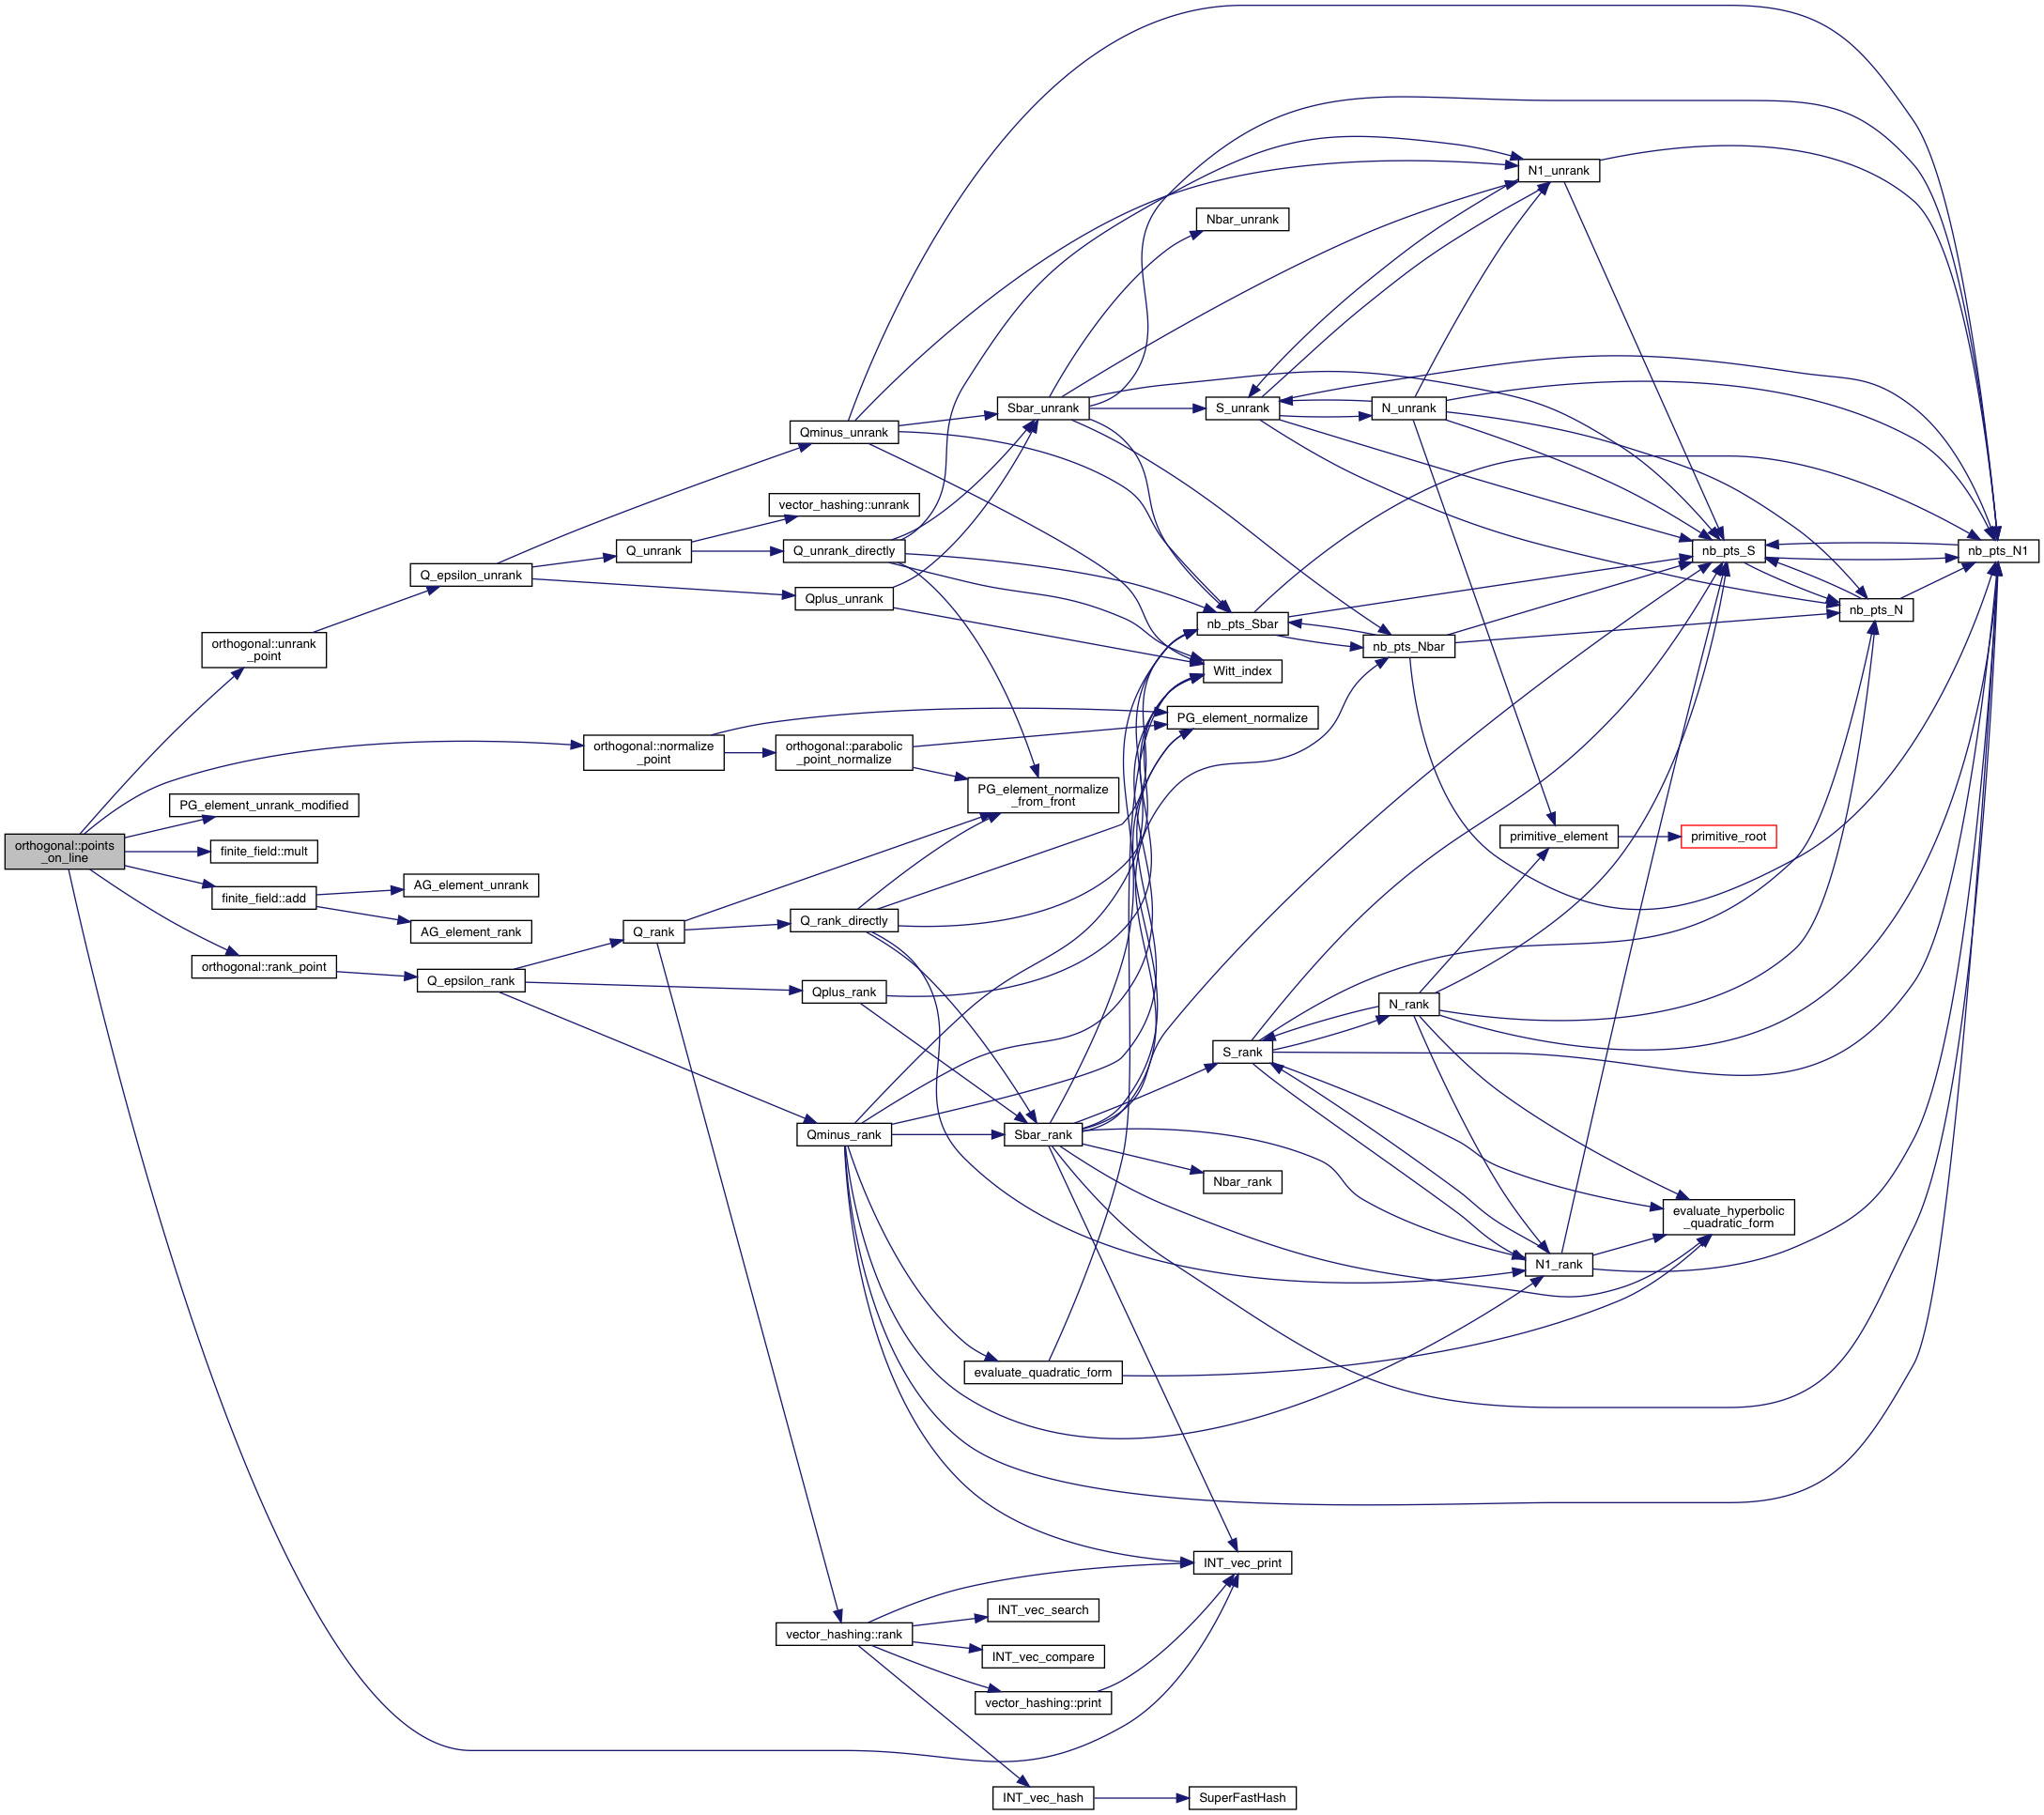 orthogonal::points
_on_line
orthogonal::unrank
_point
PG_element_unrank_modified
finite_field::mult
finite_field::add
orthogonal::rank_point
AG_element_unrank
AG_element_rank
Q_epsilon_unrank
Q_epsilon_rank
orthogonal::normalize
_point
Q_unrank
Q_rank
Qminus_unrank
vector_hashing::unrank
Q_unrank_directly
Qplus_unrank
orthogonal::parabolic
_point_normalize
Q_rank_directly
Qplus_rank
Qminus_rank
vector_hashing::rank
Sbar_unrank
PG_element_normalize
_from_front
Sbar_rank
evaluate_quadratic_form
INT_vec_search
INT_vec_compare
vector_hashing::print
INT_vec_hash
Nbar_unrank
S_unrank
nb_pts_Sbar
Witt_index
PG_element_normalize
S_rank
Nbar_rank
INT_vec_print
SuperFastHash
N_unrank
nb_pts_Nbar
N_rank
N1_unrank
primitive_element
N1_rank
nb_pts_S
primitive_root
evaluate_hyperbolic
_quadratic_form
nb_pts_N
nb_pts_N1